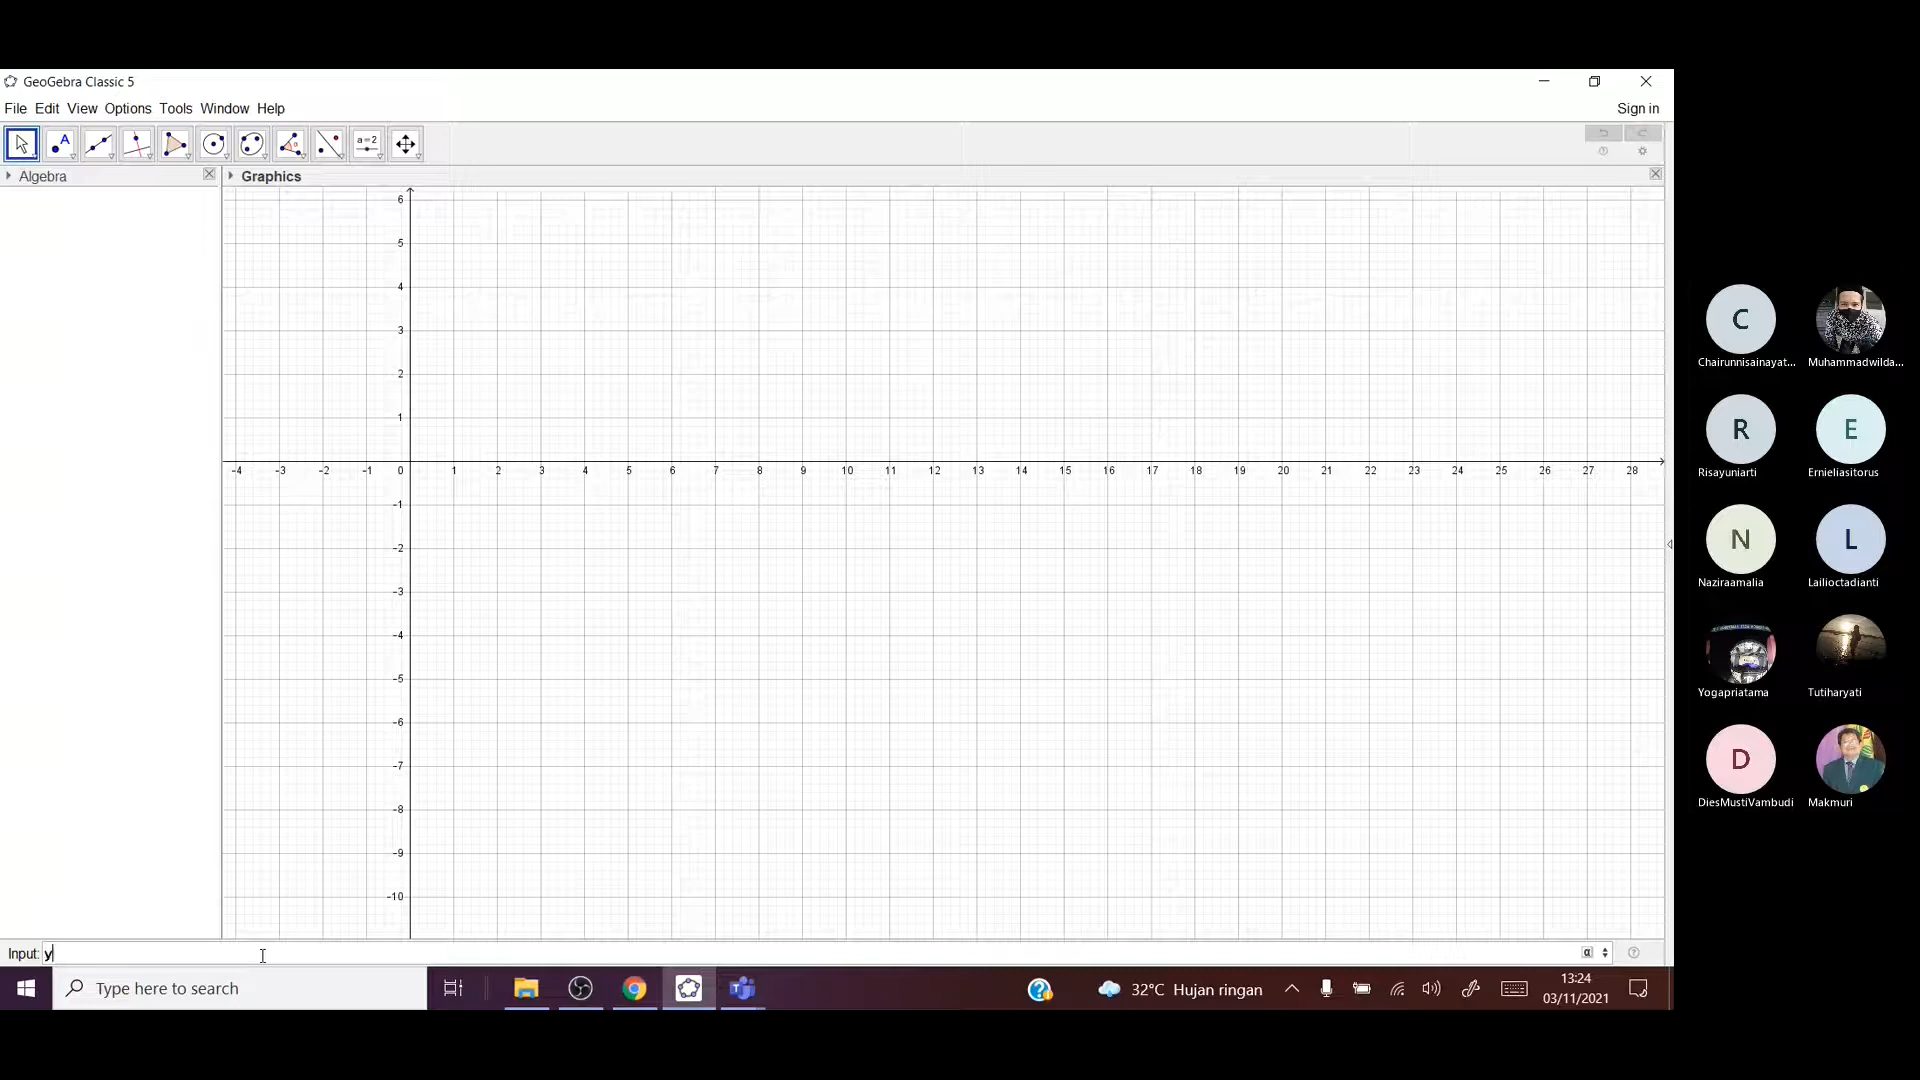 GeoGebra Classic 5
File Edit View Options Tools Window Help
Sign in
A
a=2
Algebra
Graphics
6
5
4
3
2
1
-4 -3 -2 -1 0 1 2 3 4 5 6 7 8 9 10 11 12 13 14 15 16 17 18 19 20 21 22 23 24 25 26 27 28
-1
-2
-3
-4
-5
-6
-7
-8
-9
-10
Input: y
α
Type here to search
32°C Hujan ringan
13:24
03/11/2021
C
Chairunnisainayat...
Muhammadwilda...
R
Risayuniarti
E
Ernieliasitorus
N
Naziraamalia
L
Lailioctadianti
Yogapriatama
Tutiharyati
D
DiesMustiVambudi
Makmuri